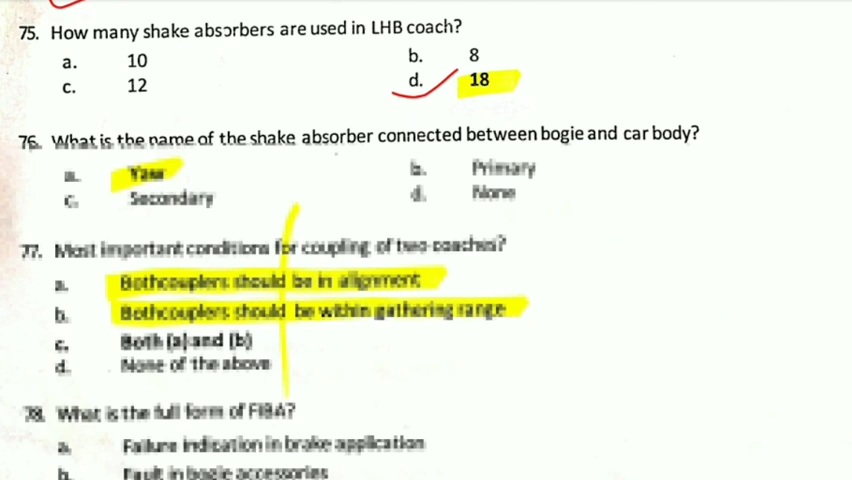 75. How many shake absorbers are used in LHB coach?
a. 10 b. 8
c. 12 d. 18
76. What is the name of the shake absorber connected between bogie and car body?
a. Yaw b. Primary
c. Secondary d. None
77. Most important conditions for coupling of two coaches?
a. Bothcouplers should be in alignment
b. Bothcouplers should be within gathering range
c. Both (a) and (b)
d. None of the above
78. What is the full form of FIBA?
a. Failure indication in brake application
b. Fault in bogie accessories